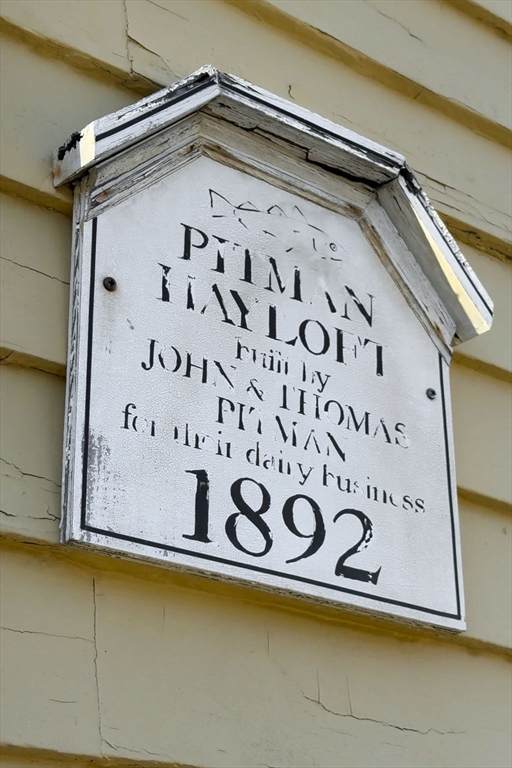 PITMAN
HAYLOFT
built by
JOHN & THOMAS
PITMAN
for their dairy business
1892